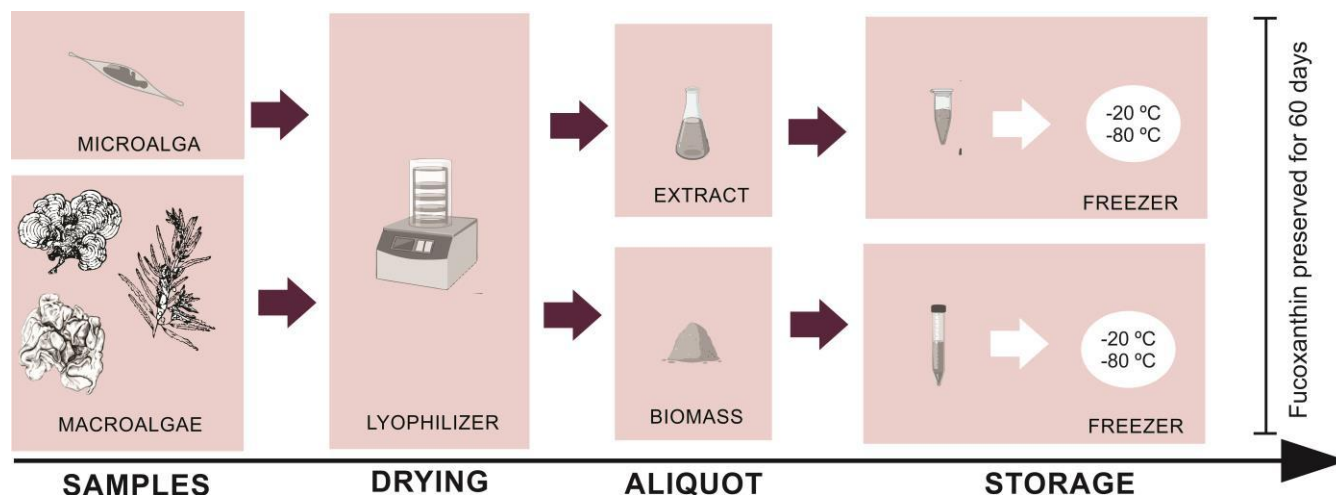 MICROALGA
MACROALGAE
LYOPHILIZER
EXTRACT
BIOMASS
-20 ºC
-80 ºC
FREEZER
-20 ºC
-80 ºC
FREEZER
Fucoxanthin preserved for 60 days
SAMPLES
DRYING
ALIQUOT
STORAGE